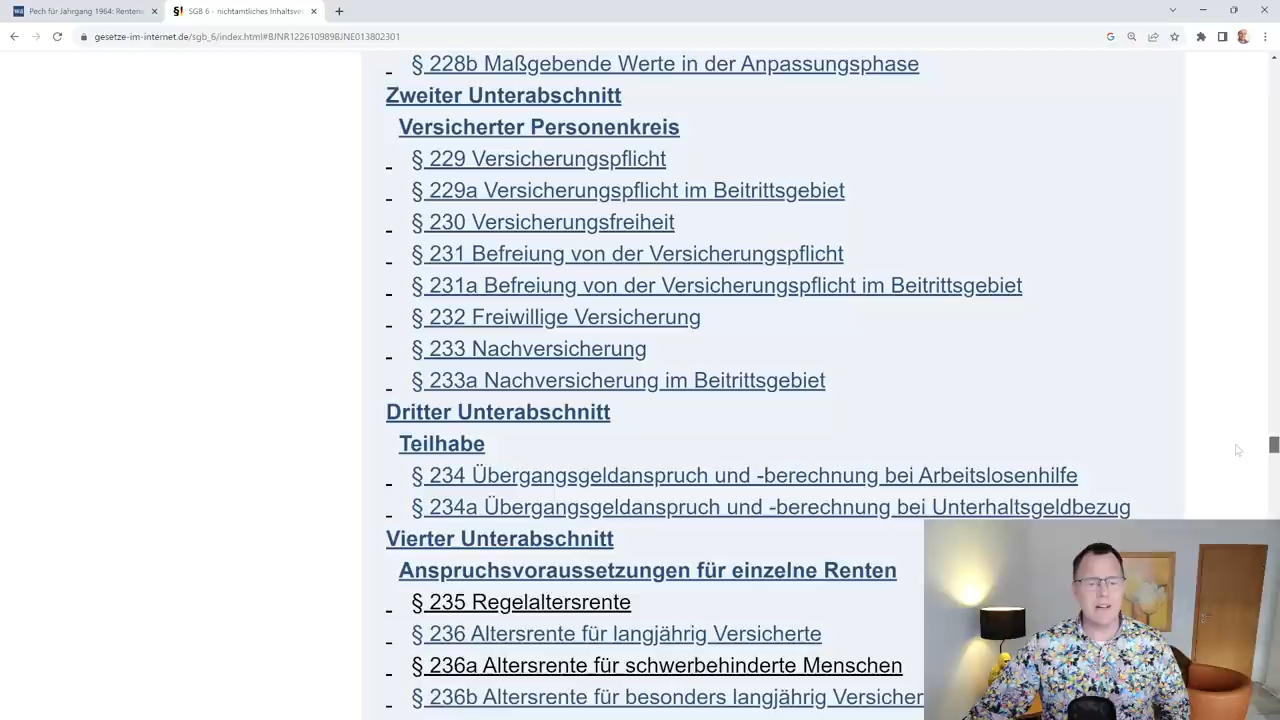 Pech für Jahrgang 1964: Rentene
SGB 6 - nichtamtliches Inhaltsver
gesetze-im-internet.de/sgb_6/index.html#BJNR122610989BJNE013802301
§ 228b Maßgebende Werte in der Anpassungsphase
Zweiter Unterabschnitt
Versicherter Personenkreis
§ 229 Versicherungspflicht
§ 229a Versicherungspflicht im Beitrittsgebiet
§ 230 Versicherungsfreiheit
§ 231 Befreiung von der Versicherungspflicht
§ 231a Befreiung von der Versicherungspflicht im Beitrittsgebiet
§ 232 Freiwillige Versicherung
§ 233 Nachversicherung
§ 233a Nachversicherung im Beitrittsgebiet
Dritter Unterabschnitt
Teilhabe
§ 234 Übergangsgeldanspruch und -berechnung bei Arbeitslosenhilfe
§ 234a Übergangsgeldanspruch und -berechnung bei Unterhaltsgeldbezug
Vierter Unterabschnitt
Anspruchsvoraussetzungen für einzelne Renten
§ 235 Regelaltersrente
§ 236 Altersrente für langjährig Versicherte
§ 236a Altersrente für schwerbehinderte Menschen
§ 236b Altersrente für besonders langjährig Versicher